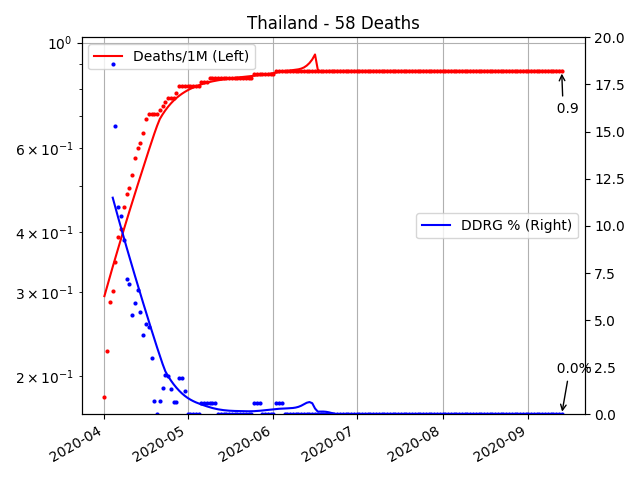 Thailand - 58 Deaths
10⁰
6 × 10⁻¹
4 × 10⁻¹
3 × 10⁻¹
2 × 10⁻¹
Deaths/1M (Left)
DDRG % (Right)
0.9
0.0%
20.0
17.5
15.0
12.5
10.0
7.5
5.0
2.5
0.0
2020-04
2020-05
2020-06
2020-07
2020-08
2020-09